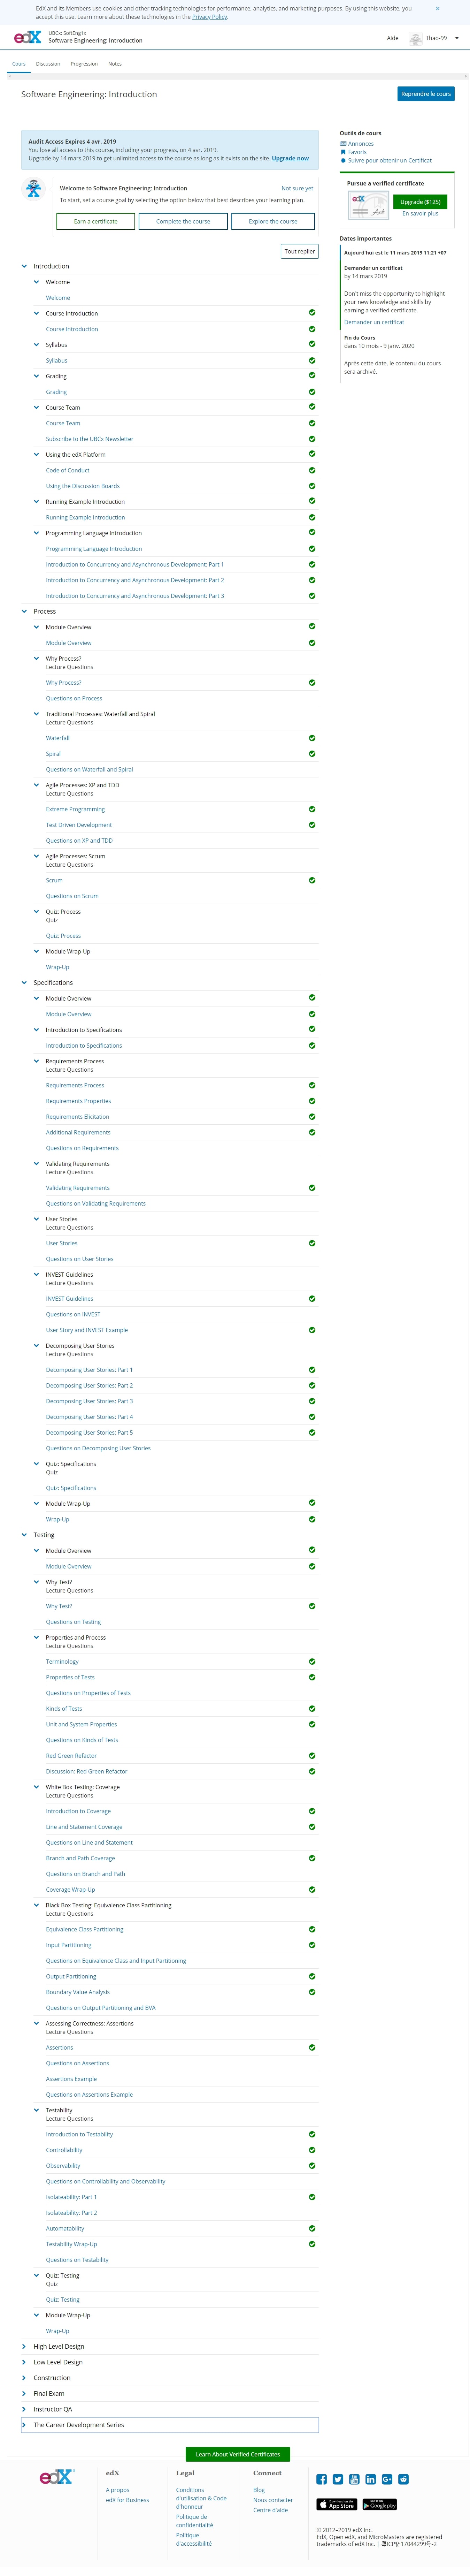 EdX and its Members use cookies and other tracking technologies for performance, analytics, and marketing purposes. By using this website, you
accept this use. Learn more about these technologies in the Privacy Policy.
×
edX
UBCx: SoftEng1x
Software Engineering: Introduction
Aide
Thao-99
Cours
Discussion
Progression
Notes
Software Engineering: Introduction
Reprendre le cours
Audit Access Expires 4 avr. 2019
You lose all access to this course, including your progress, on 4 avr. 2019.
Upgrade by 14 mars 2019 to get unlimited access to the course as long as it exists on the site. Upgrade now
Welcome to Software Engineering: Introduction
Not sure yet
To start, set a course goal by selecting the option below that best describes your learning plan.
Earn a certificate
Complete the course
Explore the course
Tout replier
Introduction
Welcome
Welcome
Course Introduction
Course Introduction
Syllabus
Syllabus
Grading
Grading
Course Team
Course Team
Subscribe to the UBCx Newsletter
Using the edX Platform
Code of Conduct
Using the Discussion Boards
Running Example Introduction
Running Example Introduction
Programming Language Introduction
Programming Language Introduction
Introduction to Concurrency and Asynchronous Development: Part 1
Introduction to Concurrency and Asynchronous Development: Part 2
Introduction to Concurrency and Asynchronous Development: Part 3
Process
Module Overview
Module Overview
Why Process?
Lecture Questions
Why Process?
Questions on Process
Traditional Processes: Waterfall and Spiral
Lecture Questions
Waterfall
Spiral
Questions on Waterfall and Spiral
Agile Processes: XP and TDD
Lecture Questions
Extreme Programming
Test Driven Development
Questions on XP and TDD
Agile Processes: Scrum
Lecture Questions
Scrum
Questions on Scrum
Quiz: Process
Quiz
Quiz: Process
Module Wrap-Up
Wrap-Up
Specifications
Module Overview
Module Overview
Introduction to Specifications
Introduction to Specifications
Requirements Process
Lecture Questions
Requirements Process
Requirements Properties
Requirements Elicitation
Additional Requirements
Questions on Requirements
Validating Requirements
Lecture Questions
Validating Requirements
Questions on Validating Requirements
User Stories
Lecture Questions
User Stories
Questions on User Stories
INVEST Guidelines
Lecture Questions
INVEST Guidelines
Questions on INVEST
User Story and INVEST Example
Decomposing User Stories
Lecture Questions
Decomposing User Stories: Part 1
Decomposing User Stories: Part 2
Decomposing User Stories: Part 3
Decomposing User Stories: Part 4
Decomposing User Stories: Part 5
Questions on Decomposing User Stories
Quiz: Specifications
Quiz
Quiz: Specifications
Module Wrap-Up
Wrap-Up
Testing
Module Overview
Module Overview
Why Test?
Lecture Questions
Why Test?
Questions on Testing
Properties and Process
Lecture Questions
Terminology
Properties of Tests
Questions on Properties of Tests
Kinds of Tests
Unit and System Properties
Questions on Kinds of Tests
Red Green Refactor
Discussion: Red Green Refactor
White Box Testing: Coverage
Lecture Questions
Introduction to Coverage
Line and Statement Coverage
Questions on Line and Statement
Branch and Path Coverage
Questions on Branch and Path
Coverage Wrap-Up
Black Box Testing: Equivalence Class Partitioning
Lecture Questions
Equivalence Class Partitioning
Input Partitioning
Questions on Equivalence Class and Input Partitioning
Output Partitioning
Boundary Value Analysis
Questions on Output Partitioning and BVA
Assessing Correctness: Assertions
Lecture Questions
Assertions
Questions on Assertions
Assertions Example
Questions on Assertions Example
Testability
Lecture Questions
Introduction to Testability
Controllability
Observability
Questions on Controllability and Observability
Isolateability: Part 1
Isolateability: Part 2
Automatability
Testability Wrap-Up
Questions on Testability
Quiz: Testing
Quiz
Quiz: Testing
Module Wrap-Up
Wrap-Up
High Level Design
Low Level Design
Construction
Final Exam
Instructor QA
The Career Development Series
Outils de cours
Annonces
Favoris
Suivre pour obtenir un Certificat
Pursue a verified certificate
edX
Upgrade ($125)
En savoir plus
Dates importantes
Aujourd'hui est le 11 mars 2019 11:21 +07
Demander un certificat
by 14 mars 2019
Don't miss the opportunity to highlight
your new knowledge and skills by
earning a verified certificate.
Demander un certificat
Fin du Cours
dans 10 mois - 9 janv. 2020
Après cette date, le contenu du cours
sera archivé.
Learn About Verified Certificates
edX
edX
A propos
edX for Business
Legal
Conditions
d'utilisation & Code
d'honneur
Politique de
confidentialité
Politique
d'accessibilité
Connect
Blog
Nous contacter
Centre d'aide
App Store
Google Play
© 2012–2019 edX Inc.
EdX, Open edX, and MicroMasters are registered
trademarks of edX Inc. | 粤ICP备17044299号-2